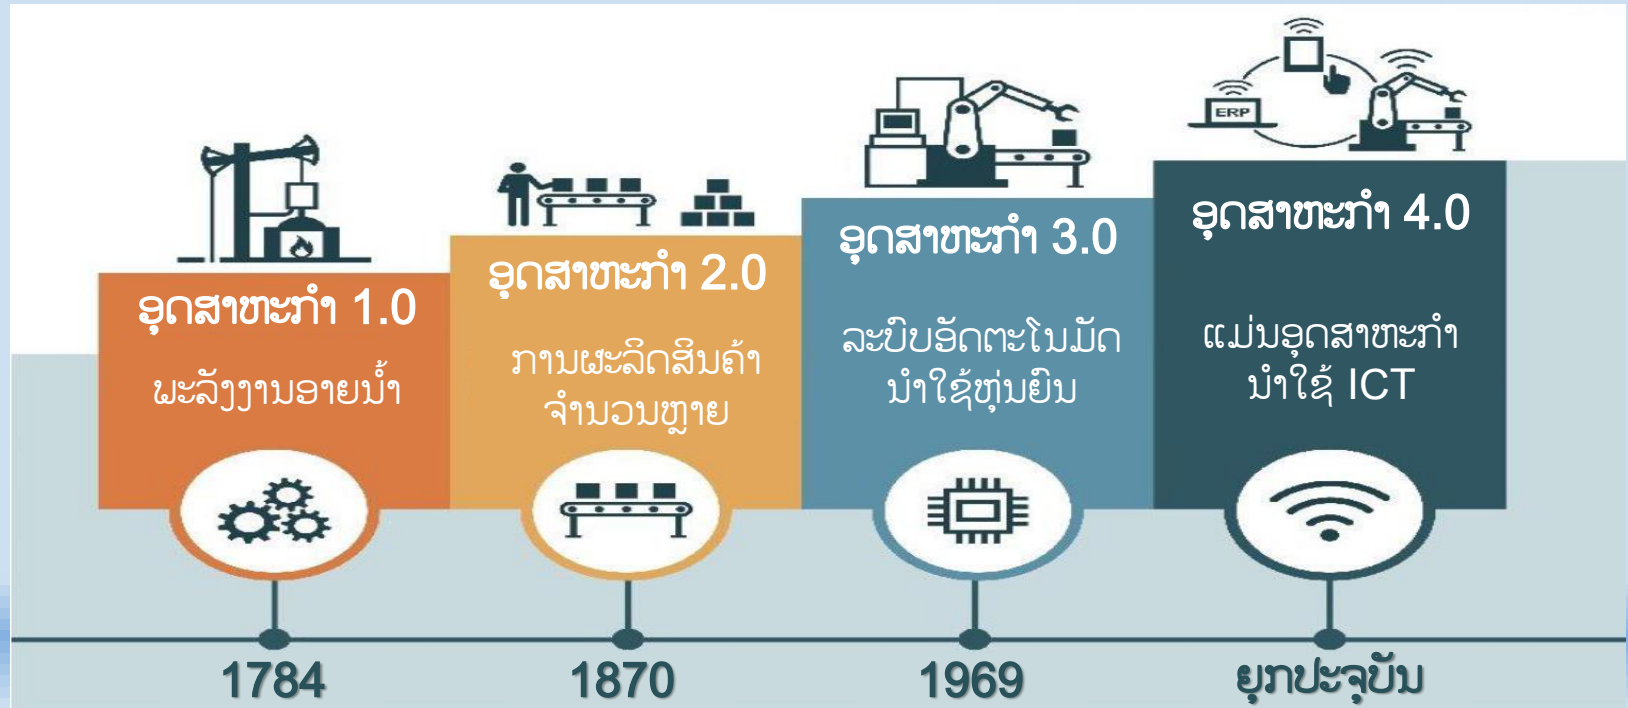 ERP
ອຸດສາຫະກຳ 1.0
ພະລັງງານອາຍນ້ຳ
ອຸດສາຫະກຳ 2.0
ການຜະລິດສິນຄ້າ
ຈຳນວນຫຼາຍ
ອຸດສາຫະກຳ 3.0
ລະບົບອັດຕະໂນມັດ
ນຳໃຊ້ຫຸ່ນຍົນ
ອຸດສາຫະກຳ 4.0
ແມ່ນອຸດສາຫະກຳ
ນຳໃຊ້ ICT
1784
1870
1969
ຍຸກປະຈຸບັນ